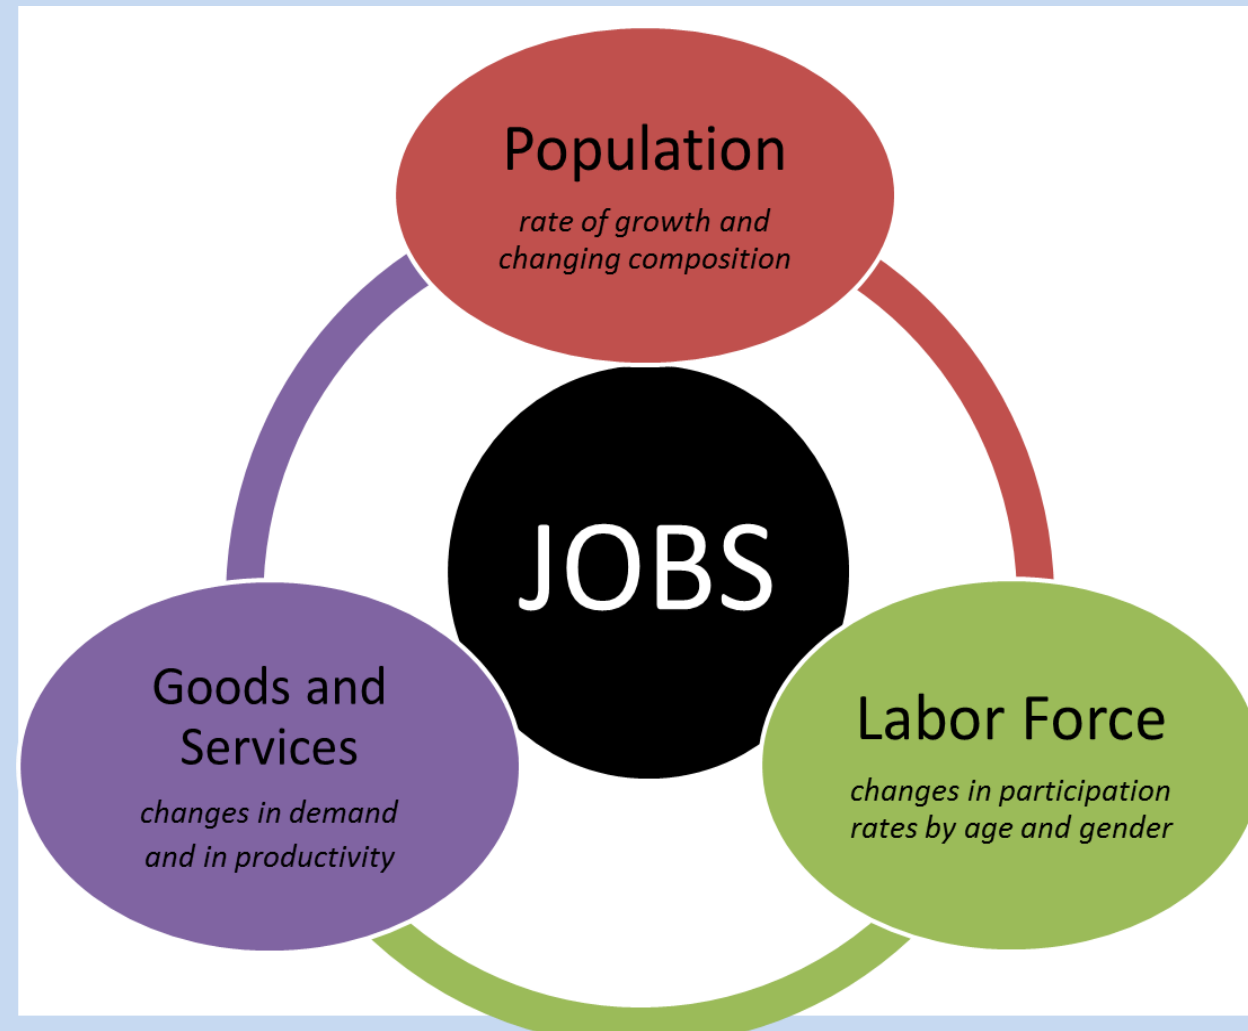 Population
rate of growth and
changing composition
JOBS
Goods and
Services
changes in demand
and in productivity
Labor Force
changes in participation
rates by age and gender